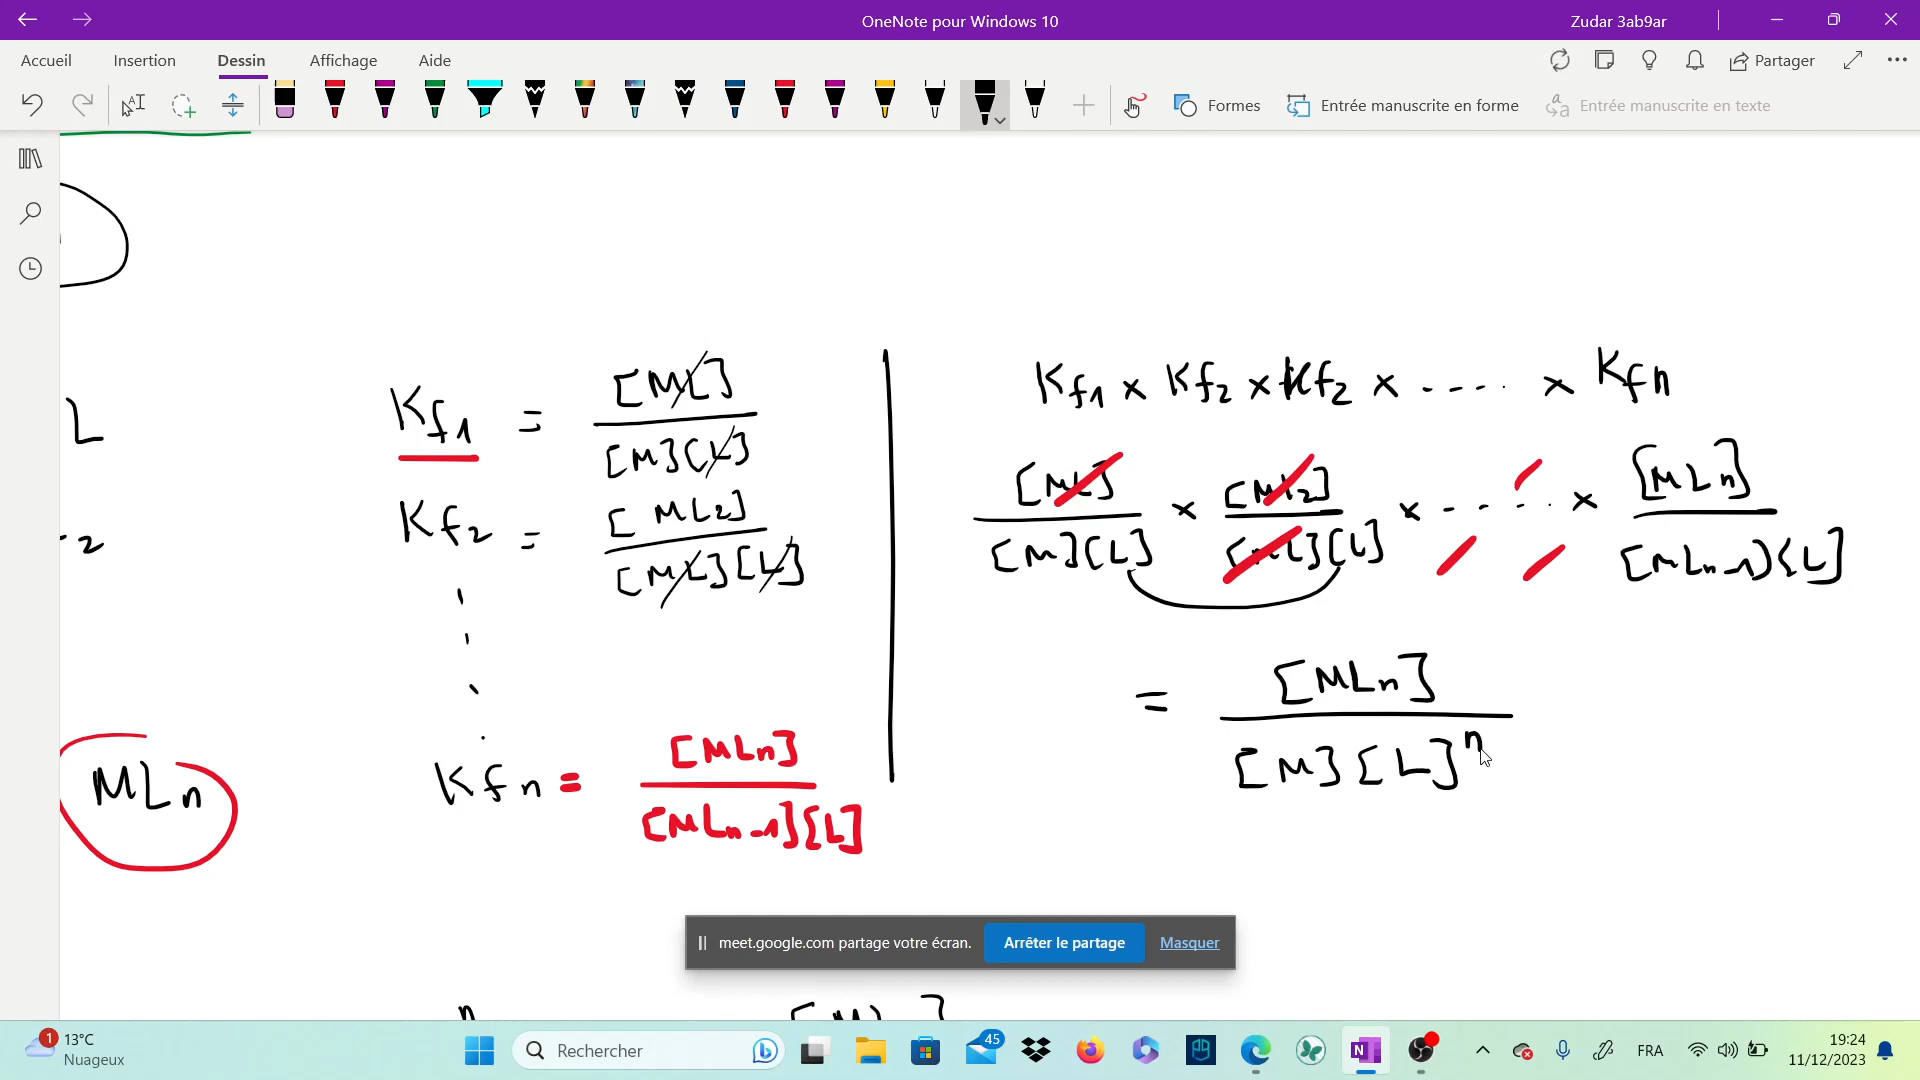 OneNote pour Windows 10
Zudar 3ab9ar
Accueil Insertion Dessin Affichage Aide
Partager
Formes Entrée manuscrite en forme Entrée manuscrite en texte
L
2
MLn
Kf1 = [ML] / [M][L]
Kf2 = [ML2] / [ML][L]
Kfn = [MLn] / [MLn-1][L]
Kf1 × Kf2 × Kf2 × .... × Kfn
[ML] / [M][L] × [ML2] / [ML][L] × ..... × [MLn] / [MLn-1][L]
= [MLn] / [M][L]^n
meet.google.com partage votre écran. Arrêter le partage Masquer
1 13°C
Nuageux
Rechercher
45
N
FRA
19:24
11/12/2023